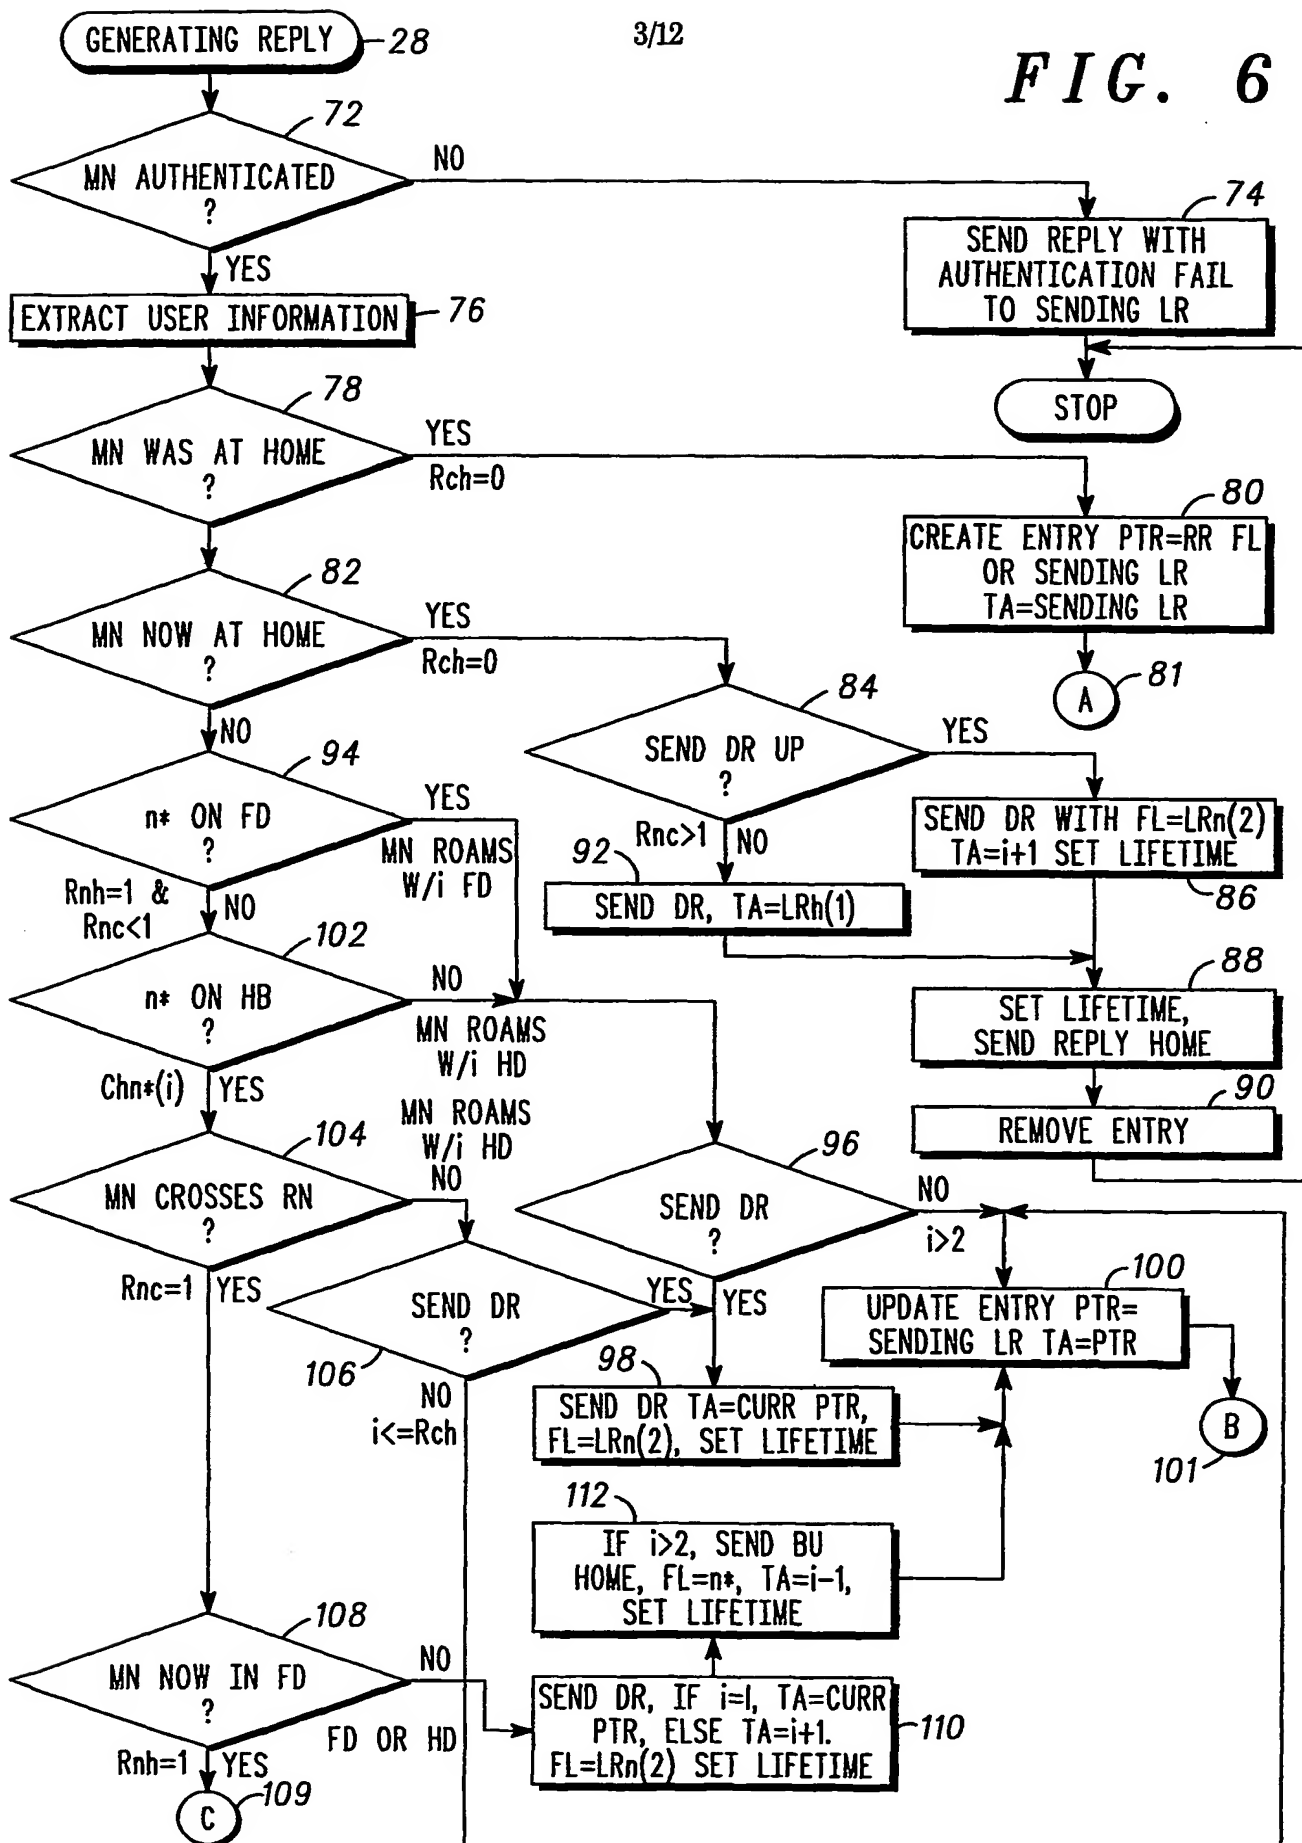 3/12
FIG. 6
GENERATING REPLY
28
72
MN AUTHENTICATED
?
NO
YES
74
SEND REPLY WITH
AUTHENTICATION FAIL
TO SENDING LR
EXTRACT USER INFORMATION
76
STOP
78
MN WAS AT HOME
?
YES
Rch=0
80
CREATE ENTRY PTR=RR FL
OR SENDING LR
TA=SENDING LR
A
81
82
MN NOW AT HOME
?
YES
Rch=0
NO
84
SEND DR UP
?
YES
Rnc>1
NO
86
SEND DR WITH FL=LRn(2)
TA=i+1 SET LIFETIME
92
SEND DR, TA=LRh(1)
88
SET LIFETIME,
SEND REPLY HOME
90
REMOVE ENTRY
94
n* ON FD
?
YES
MN ROAMS
W/i FD
Rnh=1 &
Rnc<1
NO
102
n* ON HB
?
NO
MN ROAMS
W/i HD
Chn*(i)
YES
104
MN CROSSES RN
?
MN ROAMS
W/i HD
NO
Rnc=1
YES
96
SEND DR
?
NO
i>2
YES
106
SEND DR
?
YES
NO
i<=Rch
100
UPDATE ENTRY PTR=
SENDING LR TA=PTR
B
101
98
SEND DR TA=CURR PTR,
FL=LRn(2), SET LIFETIME
112
IF i>2, SEND BU
HOME, FL=n*, TA=i-1,
SET LIFETIME
108
MN NOW IN FD
?
NO
FD OR HD
Rnh=1
YES
C
109
110
SEND DR, IF i=l, TA=CURR
PTR, ELSE TA=i+1.
FL=LRn(2) SET LIFETIME